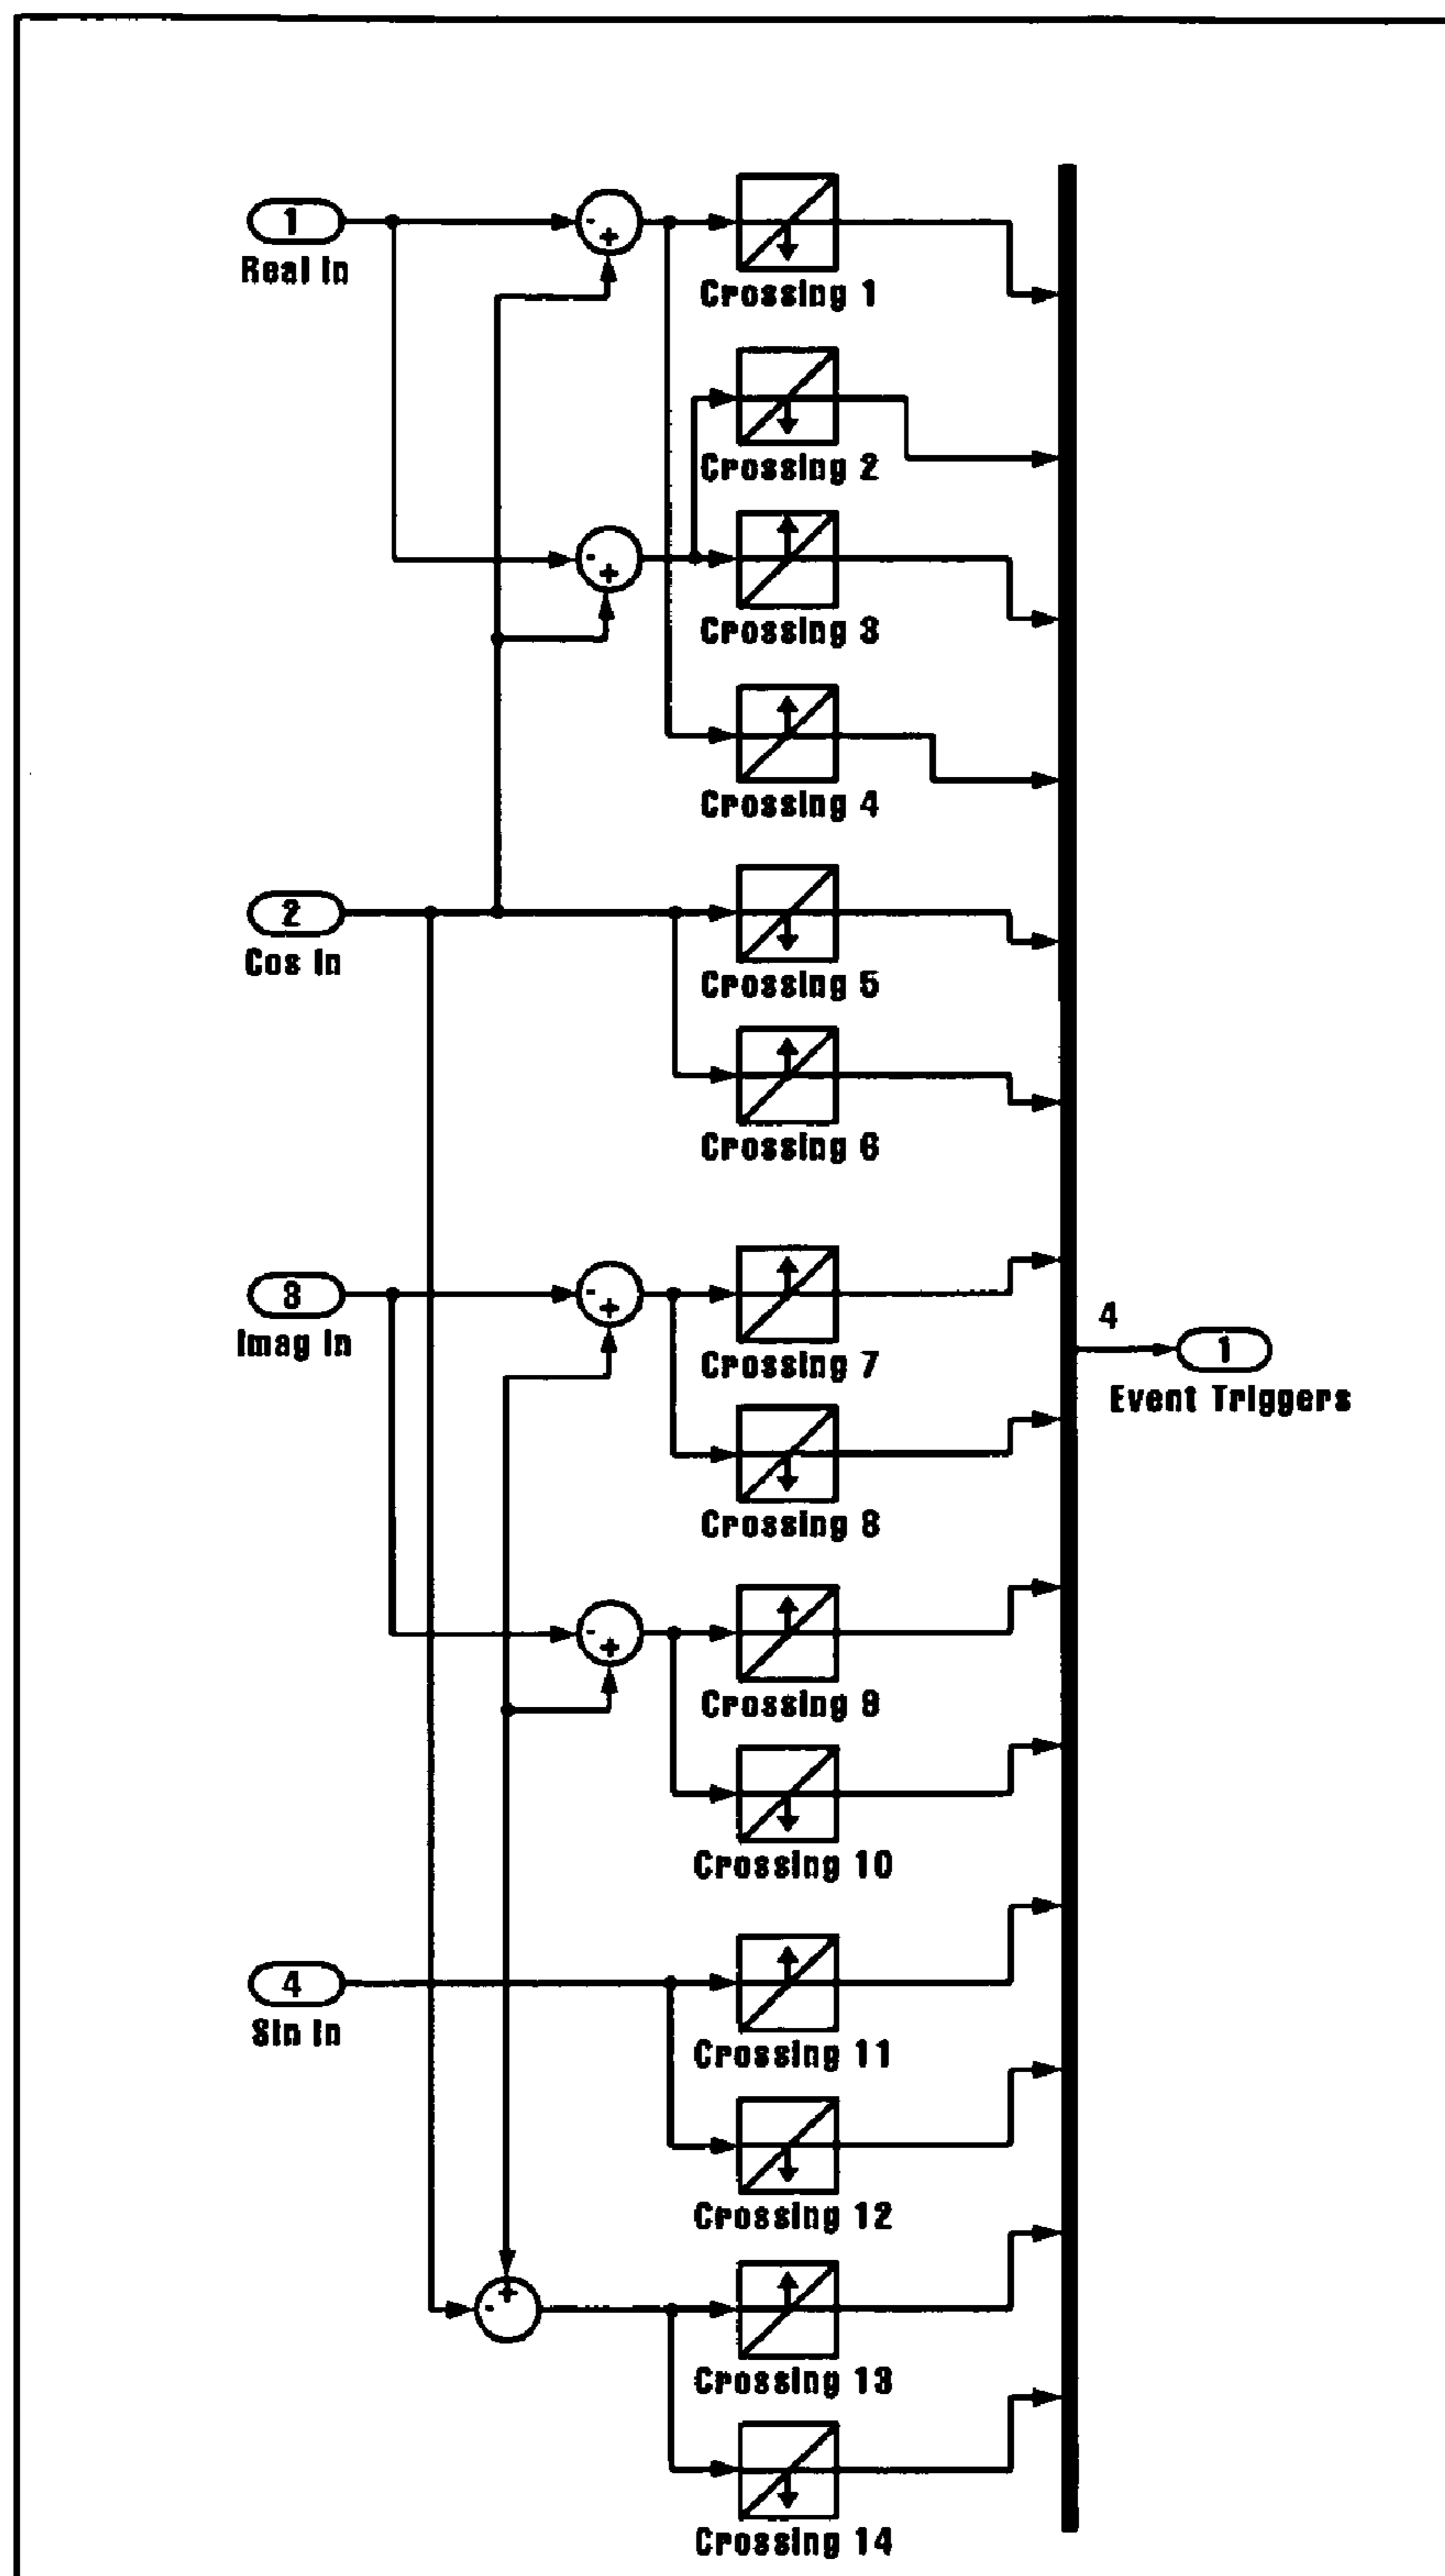 1
Real In
-
+
Crossing 1
Crossing 2
-
+
Crossing 3
Crossing 4
2
Cos In
Crossing 5
Crossing 6
3
Imag In
-
+
Crossing 7
4
1
Event Triggers
Crossing 8
-
+
Crossing 9
Crossing 10
4
Sin In
Crossing 11
Crossing 12
+
-
Crossing 13
Crossing 14